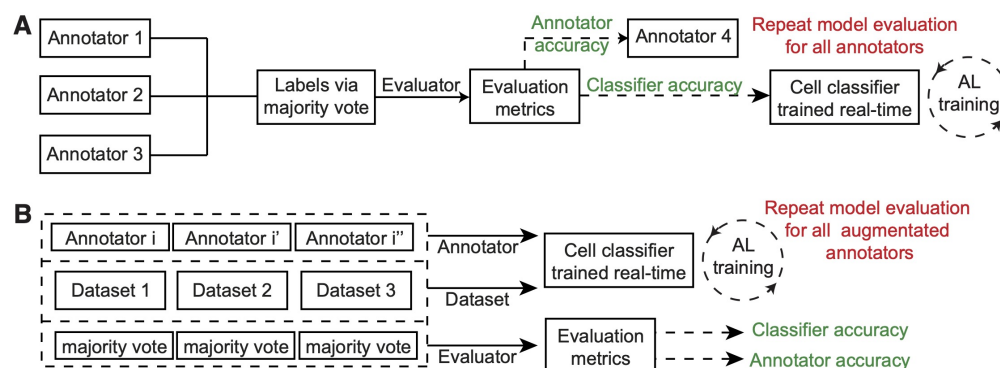 A
Annotator 1
Annotator 2
Annotator 3
Labels via
majority vote
Evaluator
Evaluation
metrics
Annotator
accuracy
Annotator 4
Classifier accuracy
Repeat model evaluation
for all annotators
Cell classifier
trained real-time
AL
training
B
Annotator i
Annotator i'
Annotator i''
Dataset 1
Dataset 2
Dataset 3
majority vote
majority vote
majority vote
Annotator
Dataset
Evaluator
Cell classifier
trained real-time
AL
training
Repeat model evaluation
for all augmented
annotators
Evaluation
metrics
Classifier accuracy
Annotator accuracy